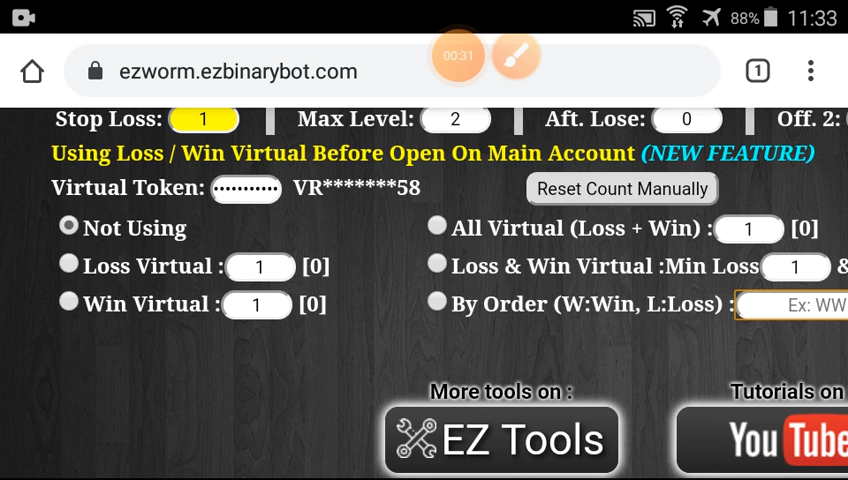 88% 11:33
ezworm.ezbinarybot.com 00:31 1
Stop Loss: 1 Max Level: 2 Aft. Lose: 0 Off. 2:
Using Loss / Win Virtual Before Open On Main Account (NEW FEATURE)
Virtual Token: ••••••••••• VR*******58 Reset Count Manually
Not Using All Virtual (Loss + Win) : 1 [0]
Loss Virtual : 1 [0] Loss & Win Virtual :Min Loss 1 &
Win Virtual : 1 [0] By Order (W:Win, L:Loss) : Ex: WW
More tools on : Tutorials on
EZ Tools YouTube